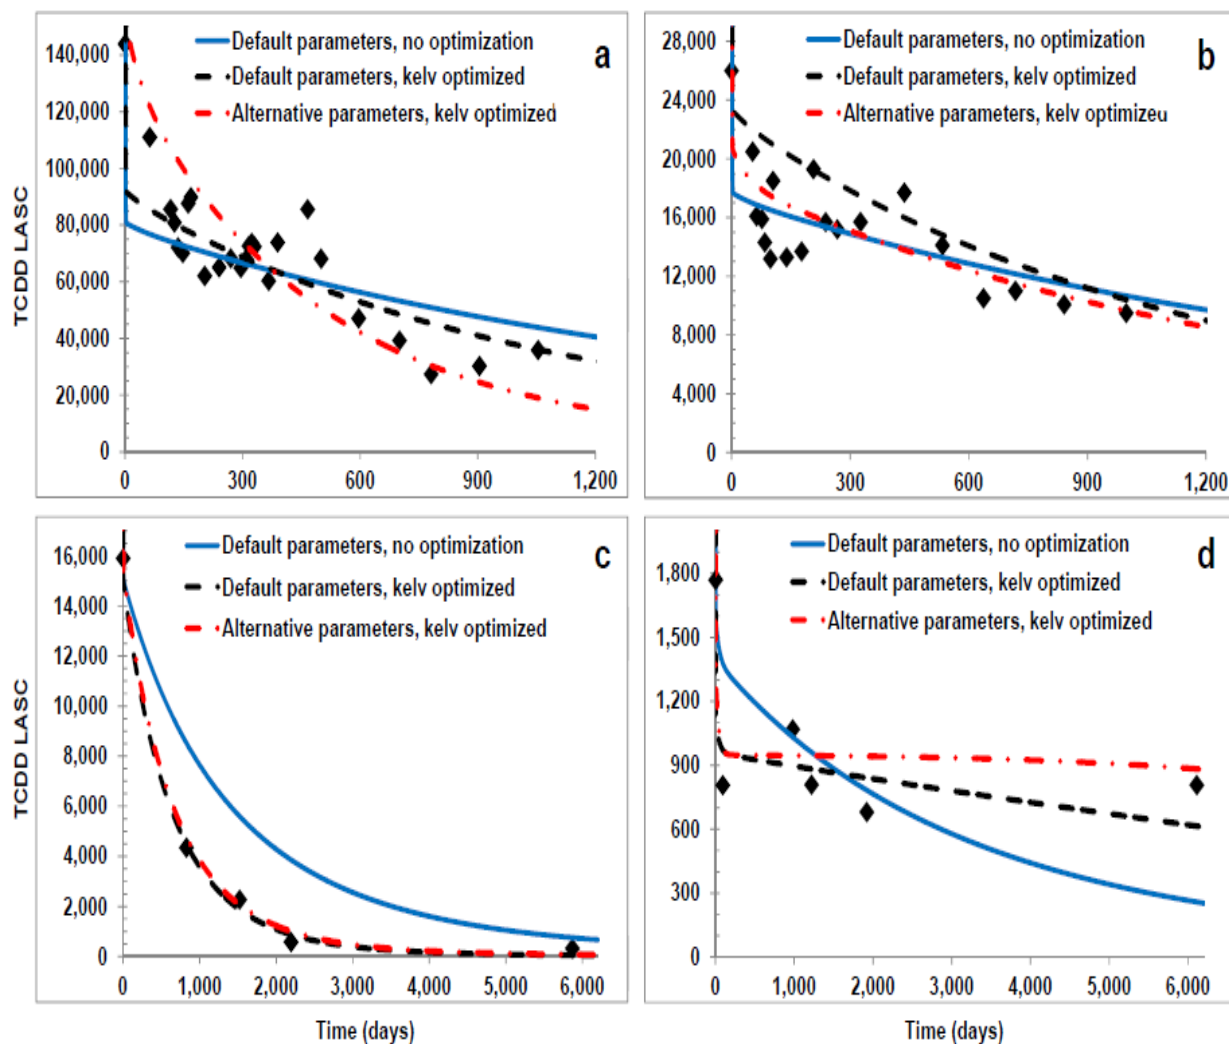 140,000
120,000
100,000
80,000
60,000
40,000
20,000
0
TCDD LASC
Default parameters, no optimization
Default parameters, kelv optimized
Alternative parameters, kelv optimized
a
0 300 600 900 1,200
28,000
24,000
20,000
16,000
12,000
8,000
4,000
0
Default parameters, no optimization
Default parameters, kelv optimized
Alternative parameters, kelv optimized
b
0 300 600 900 1,200
16,000
14,000
12,000
10,000
8,000
6,000
4,000
2,000
0
TCDD LASC
Default parameters, no optimization
Default parameters, kelv optimized
Alternative parameters, kelv optimized
c
0 1,000 2,000 3,000 4,000 5,000 6,000
Time (days)
1,800
1,500
1,200
900
600
300
0
Default parameters, no optimization
Default parameters, kelv optimized
Alternative parameters, kelv optimized
d
0 1,000 2,000 3,000 4,000 5,000 6,000
Time (days)